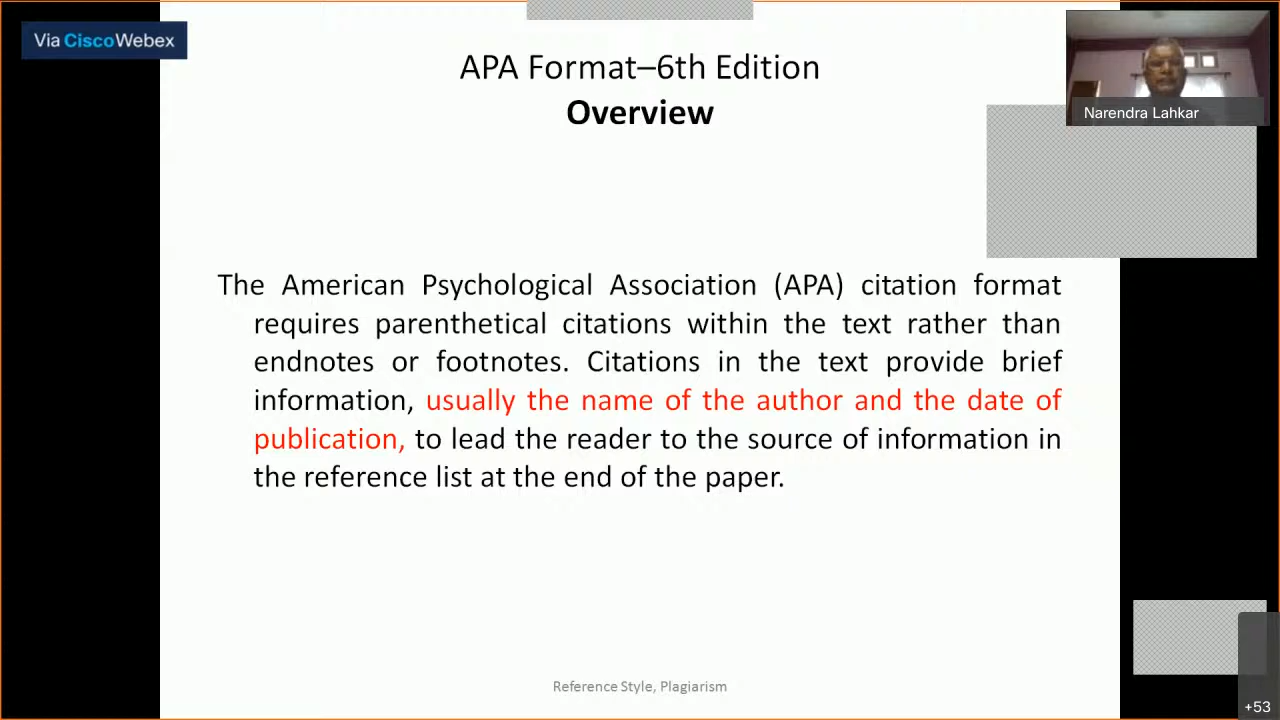 Via CiscoWebex
APA Format–6th Edition
Overview
Narendra Lahkar
The American Psychological Association (APA) citation format
requires parenthetical citations within the text rather than
endnotes or footnotes. Citations in the text provide brief
information, usually the name of the author and the date of
publication, to lead the reader to the source of information in
the reference list at the end of the paper.
Reference Style, Plagiarism
+53